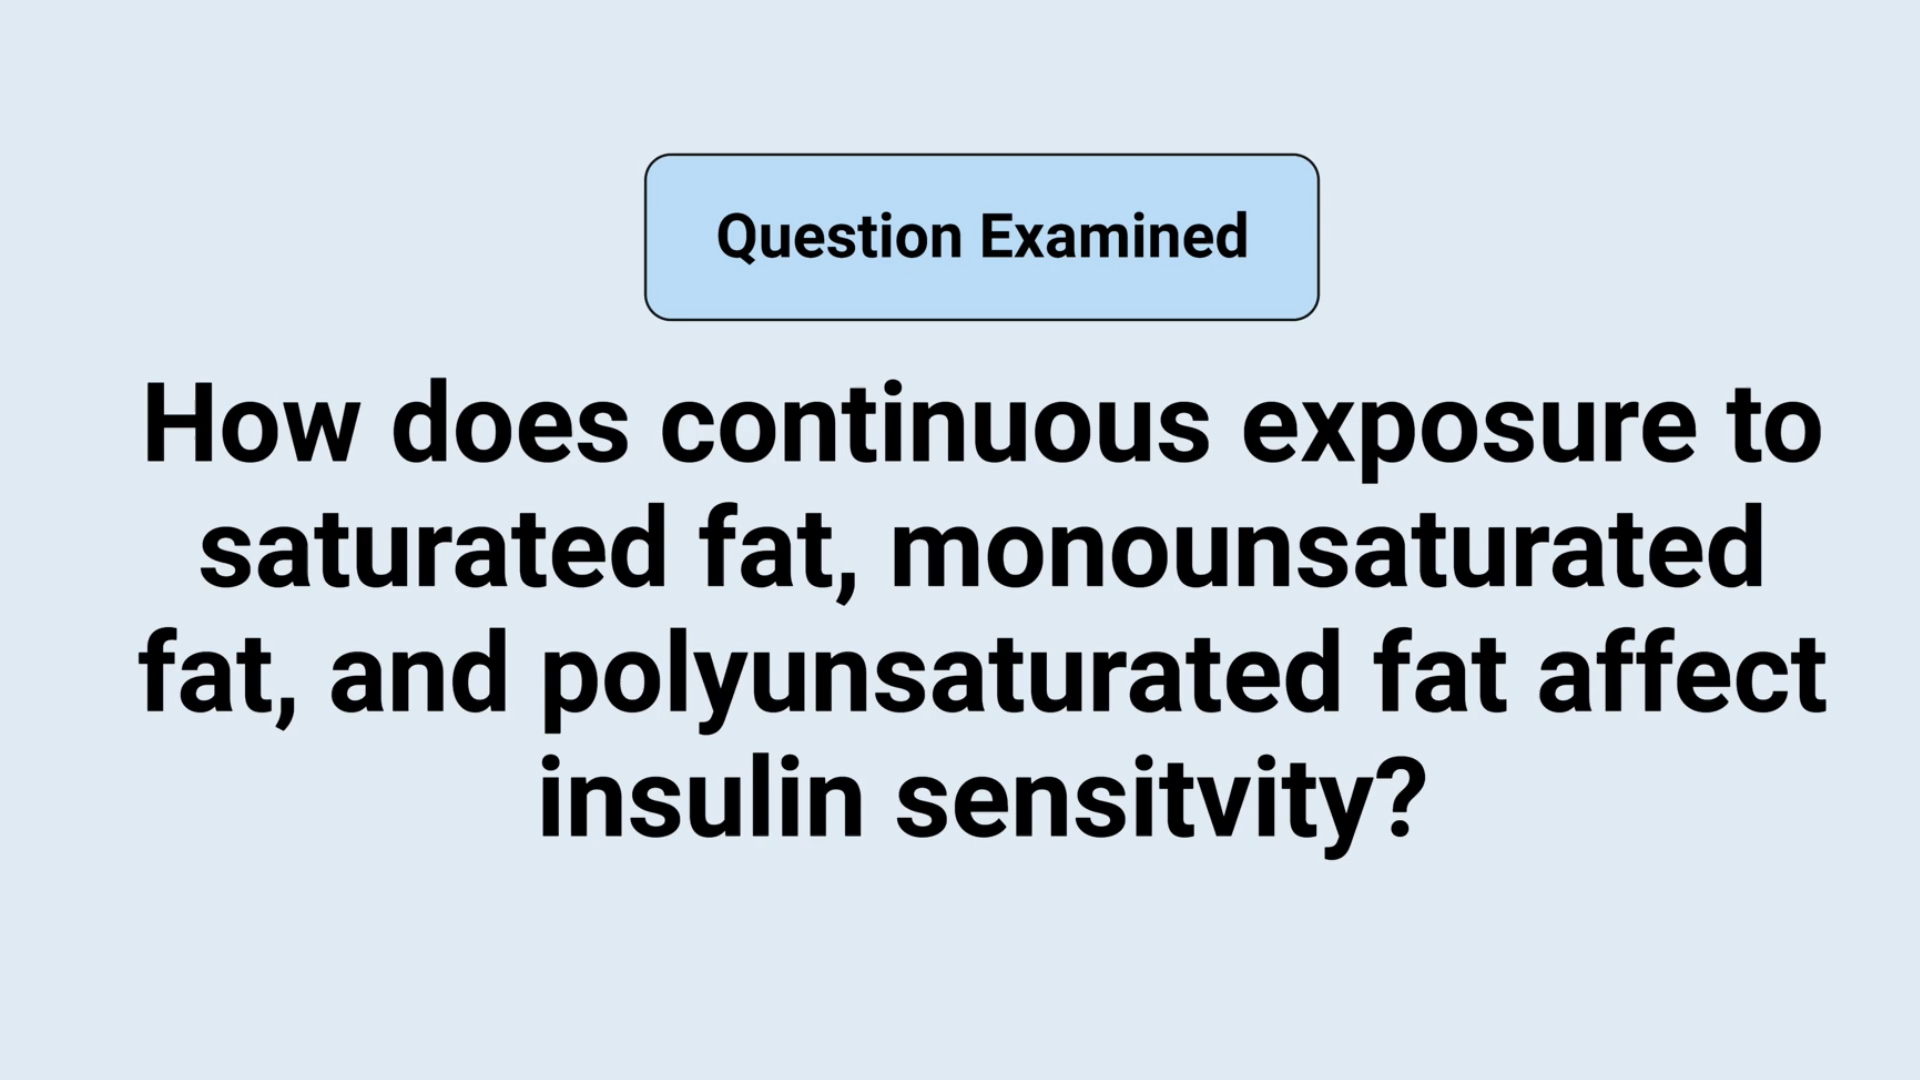 Question Examined
How does continuous exposure to
saturated fat, monounsaturated
fat, and polyunsaturated fat affect
insulin sensitvity?